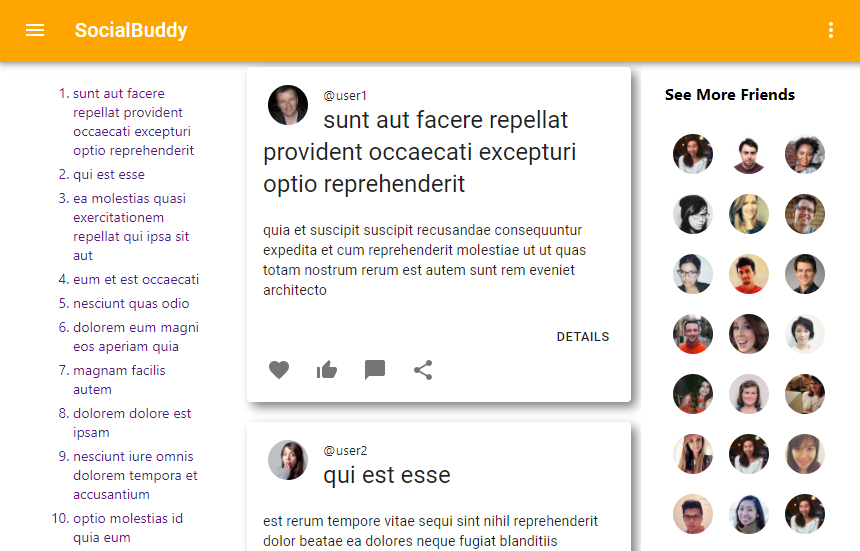 SocialBuddy
1. sunt aut facere
repellat provident
occaecati excepturi
optio reprehenderit
2. qui est esse
3. ea molestias quasi
exercitationem
repellat qui ipsa sit
aut
4. eum et est occaecati
5. nesciunt quas odio
6. dolorem eum magni
eos aperiam quia
7. magnam facilis
autem
8. dolorem dolore est
ipsam
9. nesciunt iure omnis
dolorem tempora et
accusantium
10. optio molestias id
quia eum
@user1
sunt aut facere repellat
provident occaecati excepturi
optio reprehenderit
quia et suscipit suscipit recusandae consequuntur
expedita et cum reprehenderit molestiae ut ut quas
totam nostrum rerum est autem sunt rem eveniet
architecto
DETAILS
@user2
qui est esse
est rerum tempore vitae sequi sint nihil reprehenderit
dolor beatae ea dolores neque fugiat blanditiis
See More Friends